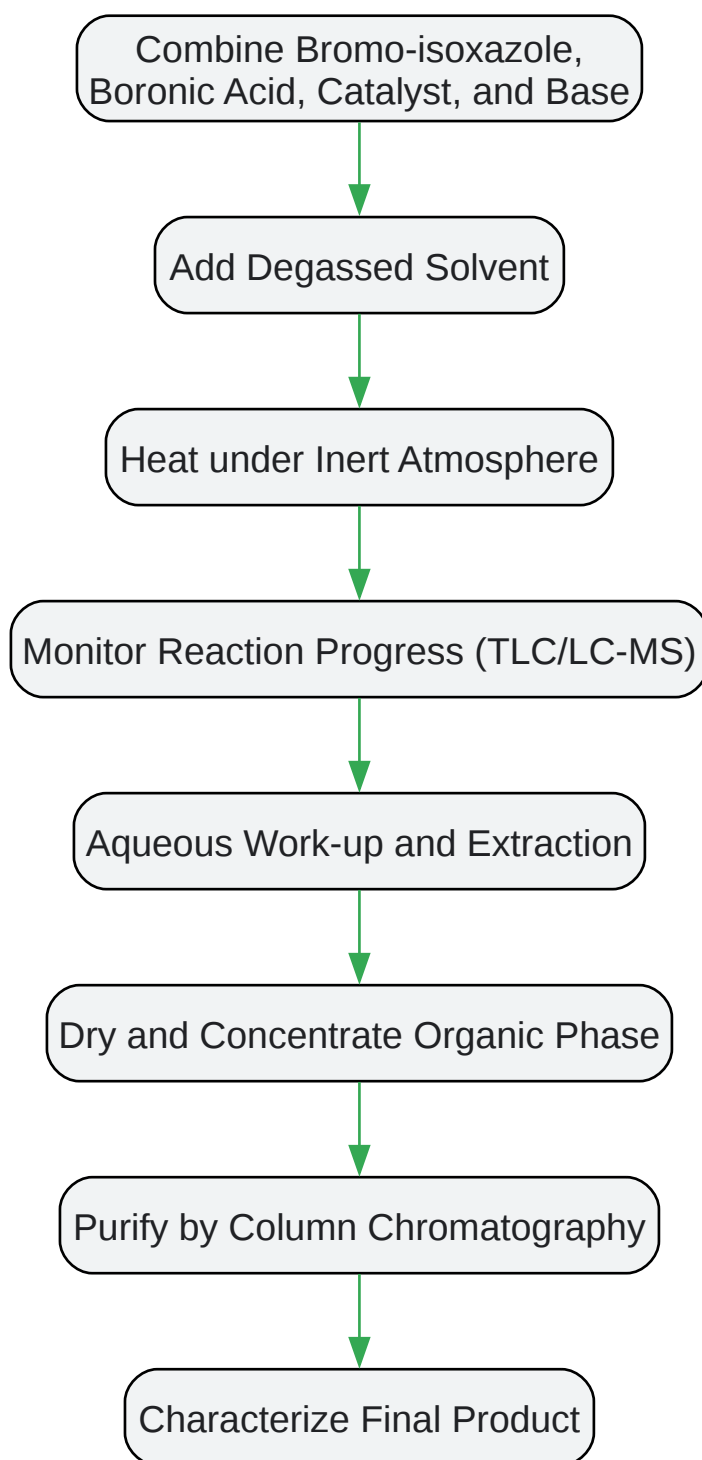 Combine Bromo-isoxazole,
Boronic Acid, Catalyst, and Base
Add Degassed Solvent
Heat under Inert Atmosphere
Monitor Reaction Progress (TLC/LC-MS)
Aqueous Work-up and Extraction
Dry and Concentrate Organic Phase
Purify by Column Chromatography
Characterize Final Product